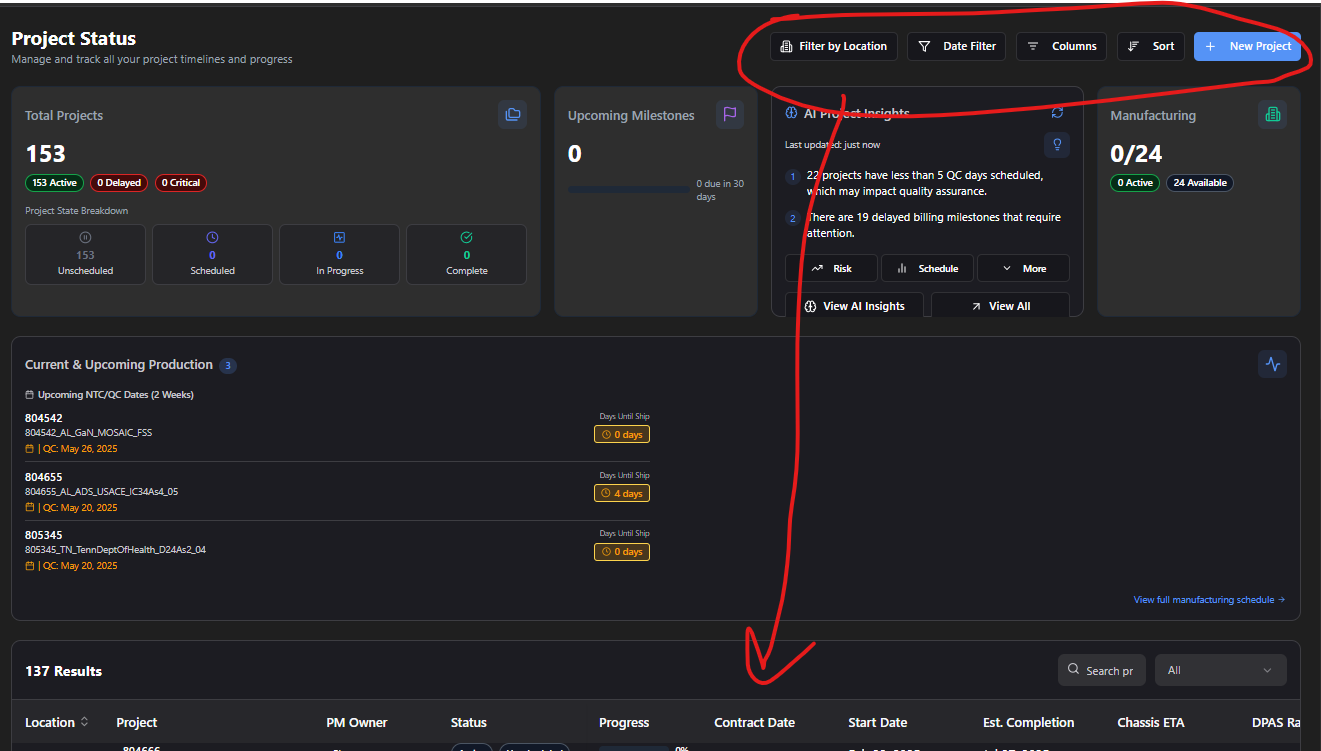 Project Status
Manage and track all your project timelines and progress
Filter by Location
Date Filter
Columns
Sort
New Project
Total Projects
153
153 Active
0 Delayed
0 Critical
Project State Breakdown
153
Unscheduled
0
Scheduled
0
In Progress
0
Complete
Upcoming Milestones
0
0 due in 30
days
AI Project Insights
Last updated: just now
1
22 projects have less than 5 QC days scheduled,
which may impact quality assurance.
2
There are 19 delayed billing milestones that require
attention.
Risk
Schedule
More
View AI Insights
View All
Manufacturing
0/24
0 Active
24 Available
Current & Upcoming Production 3
Upcoming NTC/QC Dates (2 Weeks)
804542
804542_AL_GaN_MOSAIC_FSS
| QC: May 26, 2025
Days Until Ship
0 days
804655
804655_AL_ADS_USACE_IC34As4_05
| QC: May 20, 2025
Days Until Ship
4 days
805345
805345_TN_TennDeptOfHealth_D24As2_04
| QC: May 20, 2025
Days Until Ship
0 days
View full manufacturing schedule →
137 Results
Search pr
All
Location
Project
PM Owner
Status
Progress
Contract Date
Start Date
Est. Completion
Chassis ETA
DPAS Ra
804666
0%